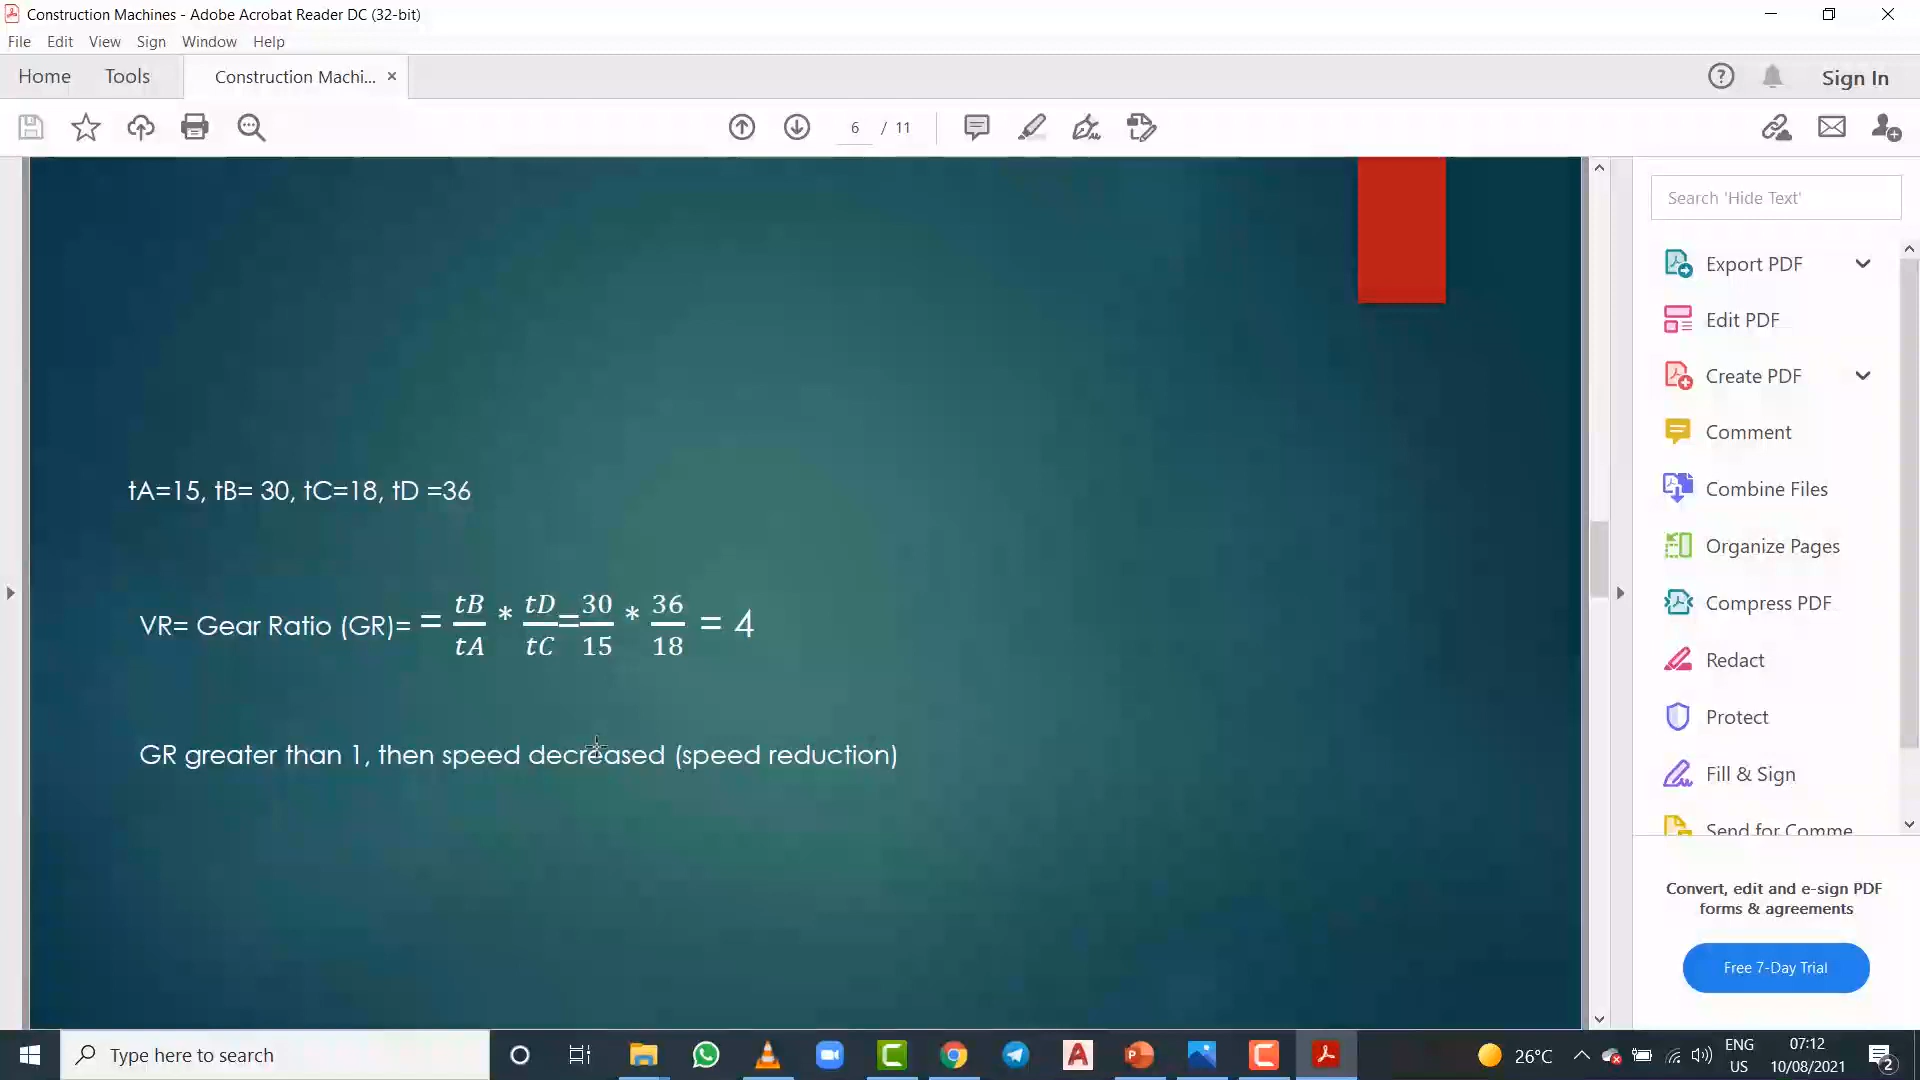 Construction Machines - Adobe Acrobat Reader DC (32-bit)
File Edit View Sign Window Help
Home Tools Construction Machi... ×
? Sign In
6 / 11
Search 'Hide Text'
Export PDF
Edit PDF
Create PDF
Comment
Combine Files
Organize Pages
Compress PDF
Redact
Protect
Fill & Sign
Send for Comme
Convert, edit and e-sign PDF
forms & agreements
Free 7-Day Trial
tA=15, tB= 30, tC=18, tD =36
VR= Gear Ratio (GR)= = tB/tA * tD/tC = 30/15 * 36/18 = 4
GR greater than 1, then speed decreased (speed reduction)
Type here to search
26°C
ENG
US
07:12
10/08/2021
2